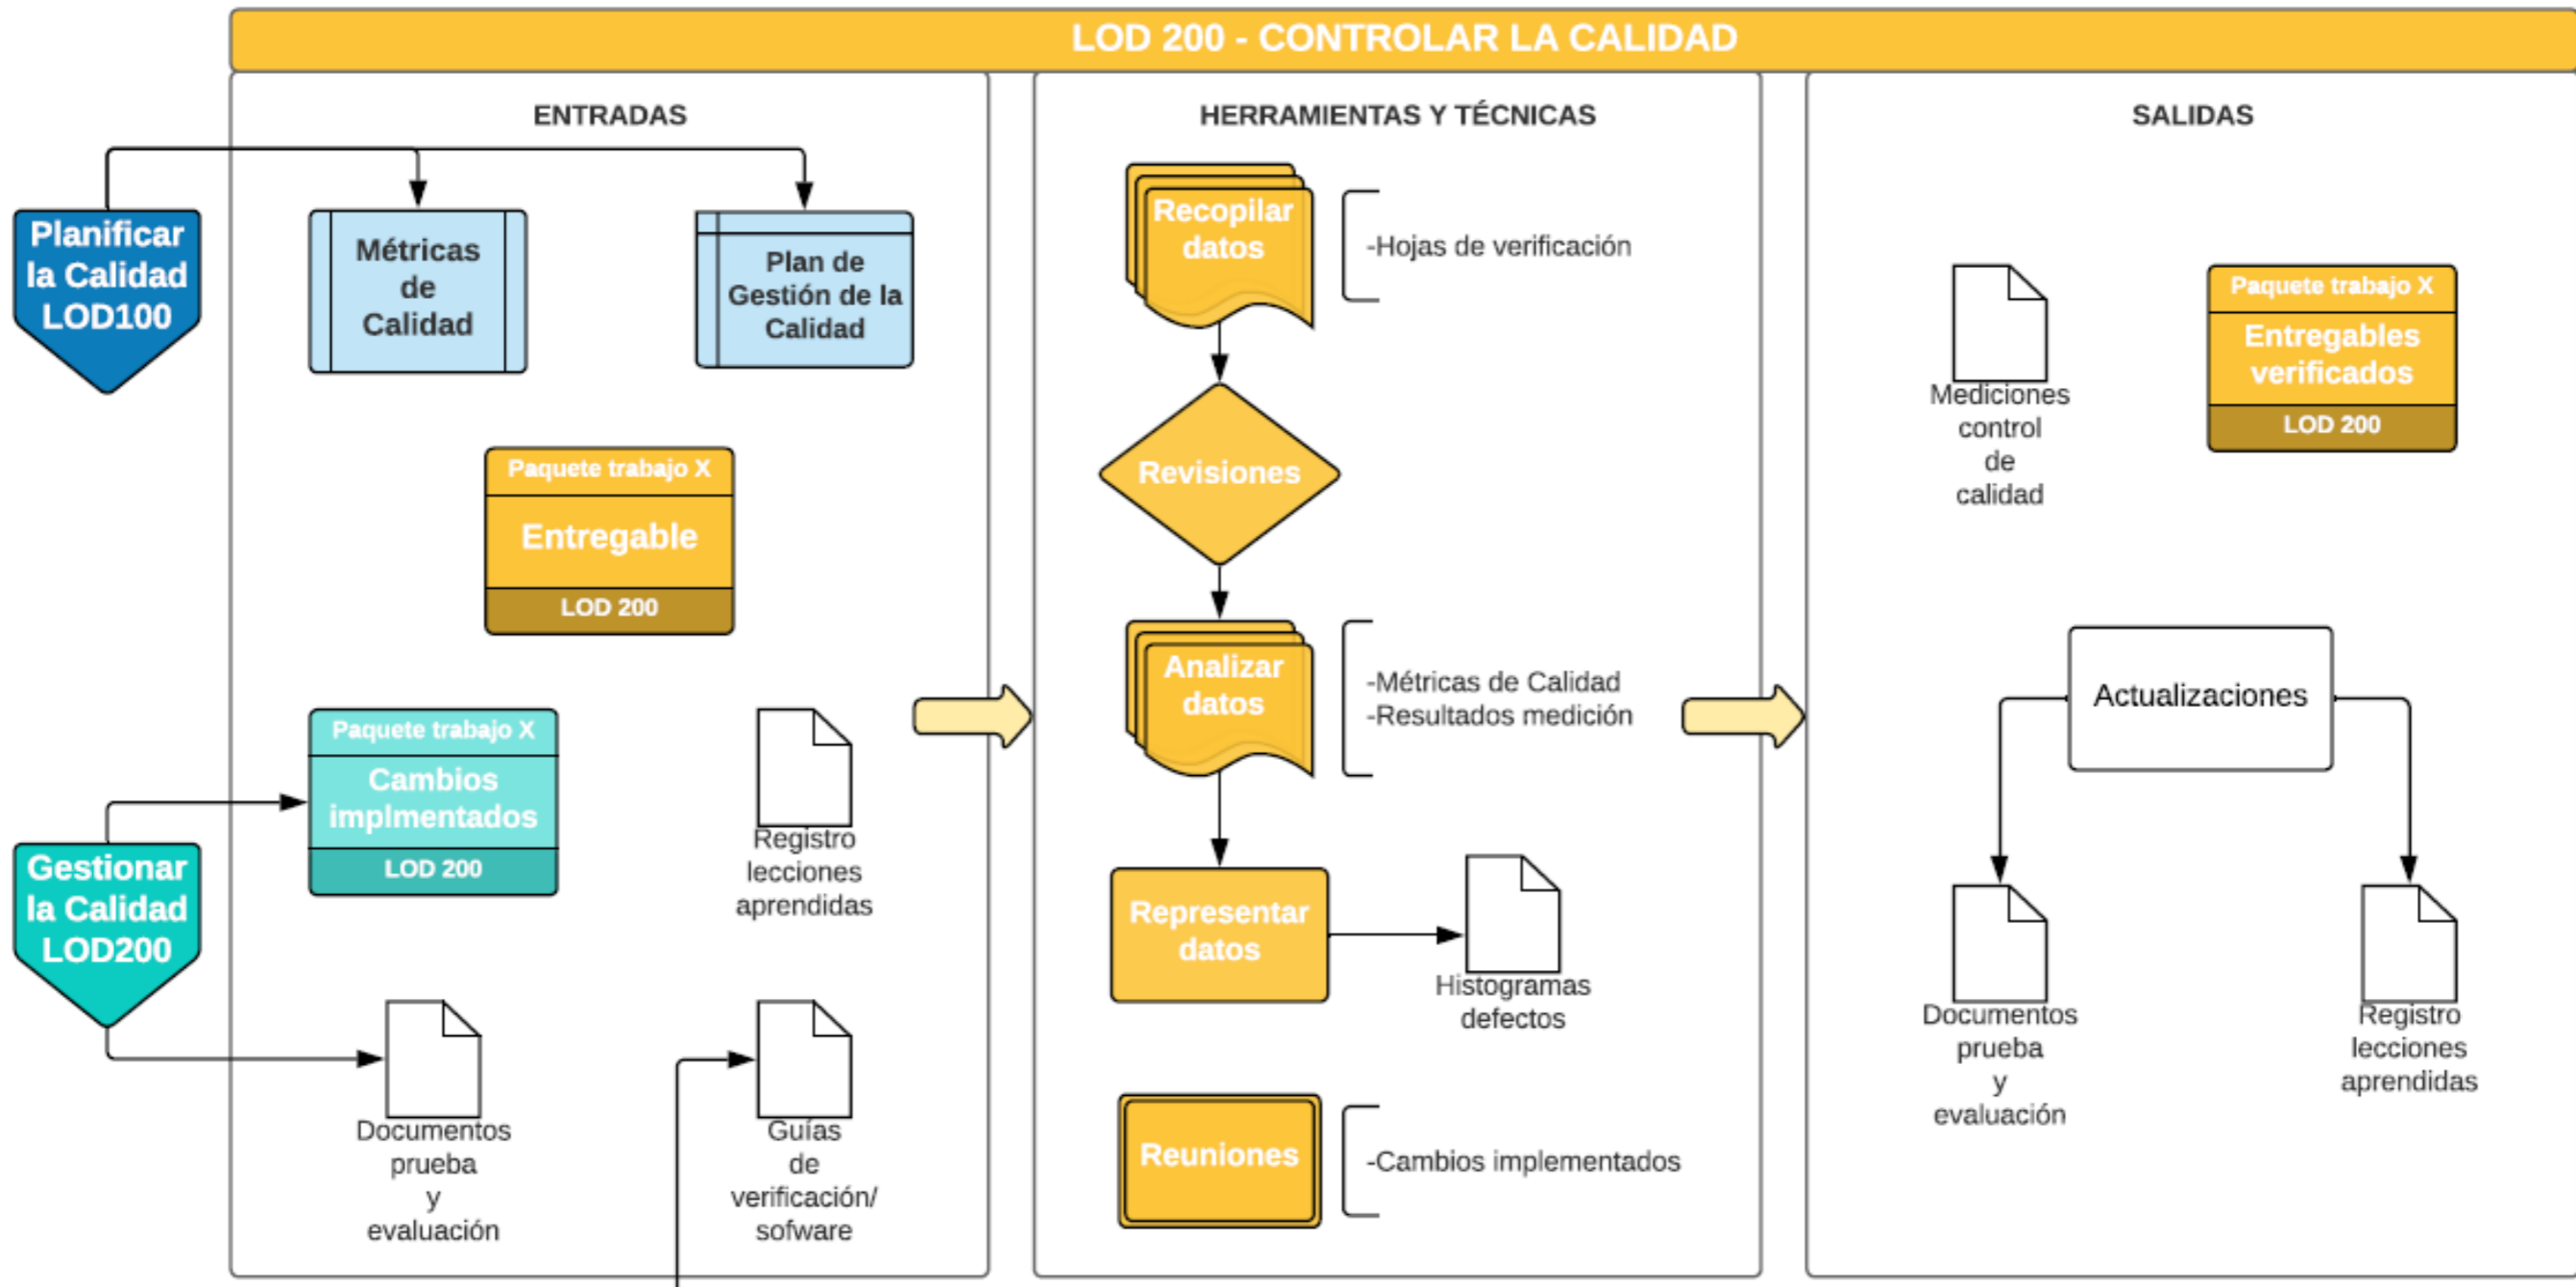 LOD 200 - CONTROLAR LA CALIDAD
ENTRADAS
Planificar
la Calidad
LOD100
Métricas
de
Calidad
Plan de
Gestión de la
Calidad
Paquete trabajo X
Entregable
LOD 200
Gestionar
la Calidad
LOD200
Paquete trabajo X
Cambios
implmentados
LOD 200
Registro
lecciones
aprendidas
Documentos
prueba
y
evaluación
Guías
de
verificación/
sofware
HERRAMIENTAS Y TÉCNICAS
Recopilar
datos
-Hojas de verificación
Revisiones
Analizar
datos
-Métricas de Calidad
-Resultados medición
Representar
datos
Histogramas
defectos
Reuniones
-Cambios implementados
SALIDAS
Mediciones
control
de
calidad
Paquete trabajo X
Entregables
verificados
LOD 200
Actualizaciones
Documentos
prueba
y
evaluación
Registro
lecciones
aprendidas